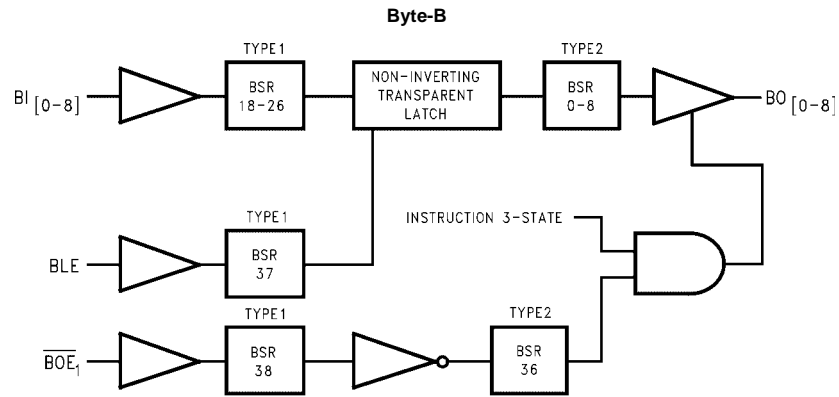 Byte-B
TYPE1
TYPE2
BI[0-8]
BSR
18-26
NON-INVERTING
TRANSPARENT
LATCH
BSR
0-8
BO[0-8]
TYPE1
INSTRUCTION 3-STATE
BLE
BSR
37
TYPE1
TYPE2
B̅O̅E̅₁
BSR
38
BSR
36